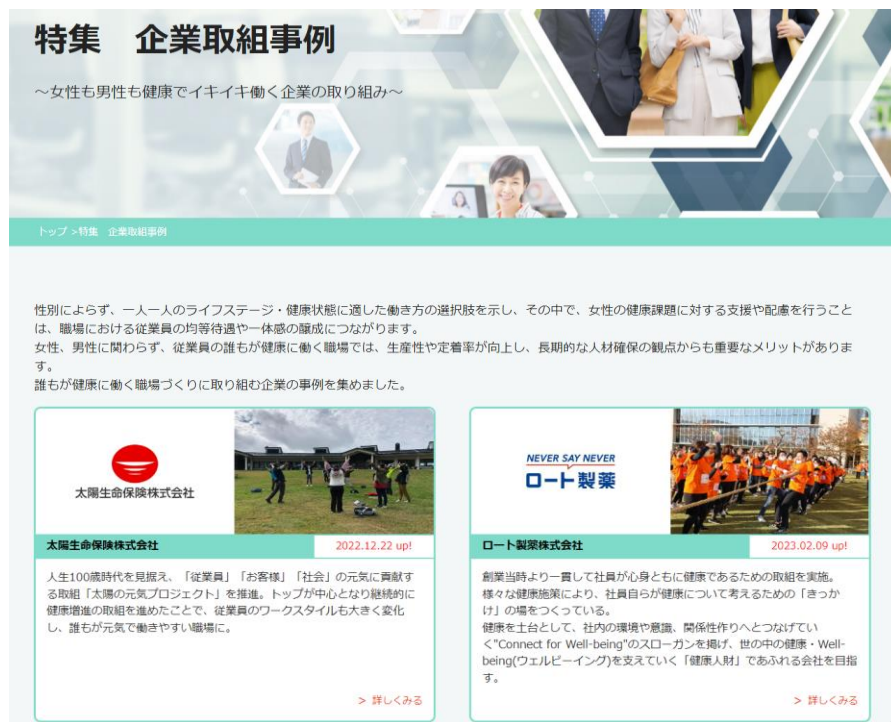 特集　企業取組事例
～女性も男性も健康でイキイキ働く企業の取り組み～
トップ >特集　企業取組事例
性別によらず、一人一人のライフステージ・健康状態に適した働き方の選択肢を示し、その中で、女性の健康課題に対する支援や配慮を行うこと
は、職場における従業員の均等待遇や一体感の醸成につながります。
女性、男性に関わらず、従業員の誰もが健康に働く職場では、生産性や定着率が向上し、長期的な人材確保の観点からも重要なメリットがありま
す。
誰もが健康に働く職場づくりに取り組む企業の事例を集めました。
太陽生命保険株式会社
太陽生命保険株式会社
2022.12.22 up!
人生100歳時代を見据え、「従業員」「お客様」「社会」の元気に貢献す
る取組「太陽の元気プロジェクト」を推進。トップが中心となり継続的に
健康増進の取組を進めたことで、従業員のワークスタイルも大きく変化
し、誰もが元気で働きやすい職場に。
> 詳しくみる
NEVER SAY NEVER
ロート製薬
ロート製薬株式会社
2023.02.09 up!
創業当時より一貫して社員が心身ともに健康であるための取組を実施。
様々な健康施策により、社員自らが健康について考えるための「きっか
け」の場をつくっている。
健康を土台として、社内の環境や意識、関係性作りへとつなげてい
く"Connect for Well-being"のスローガンを掲げ、世の中の健康・Well-
being(ウェルビーイング)を支えていく「健康人財」であふれる会社を目指
す。
> 詳しくみる